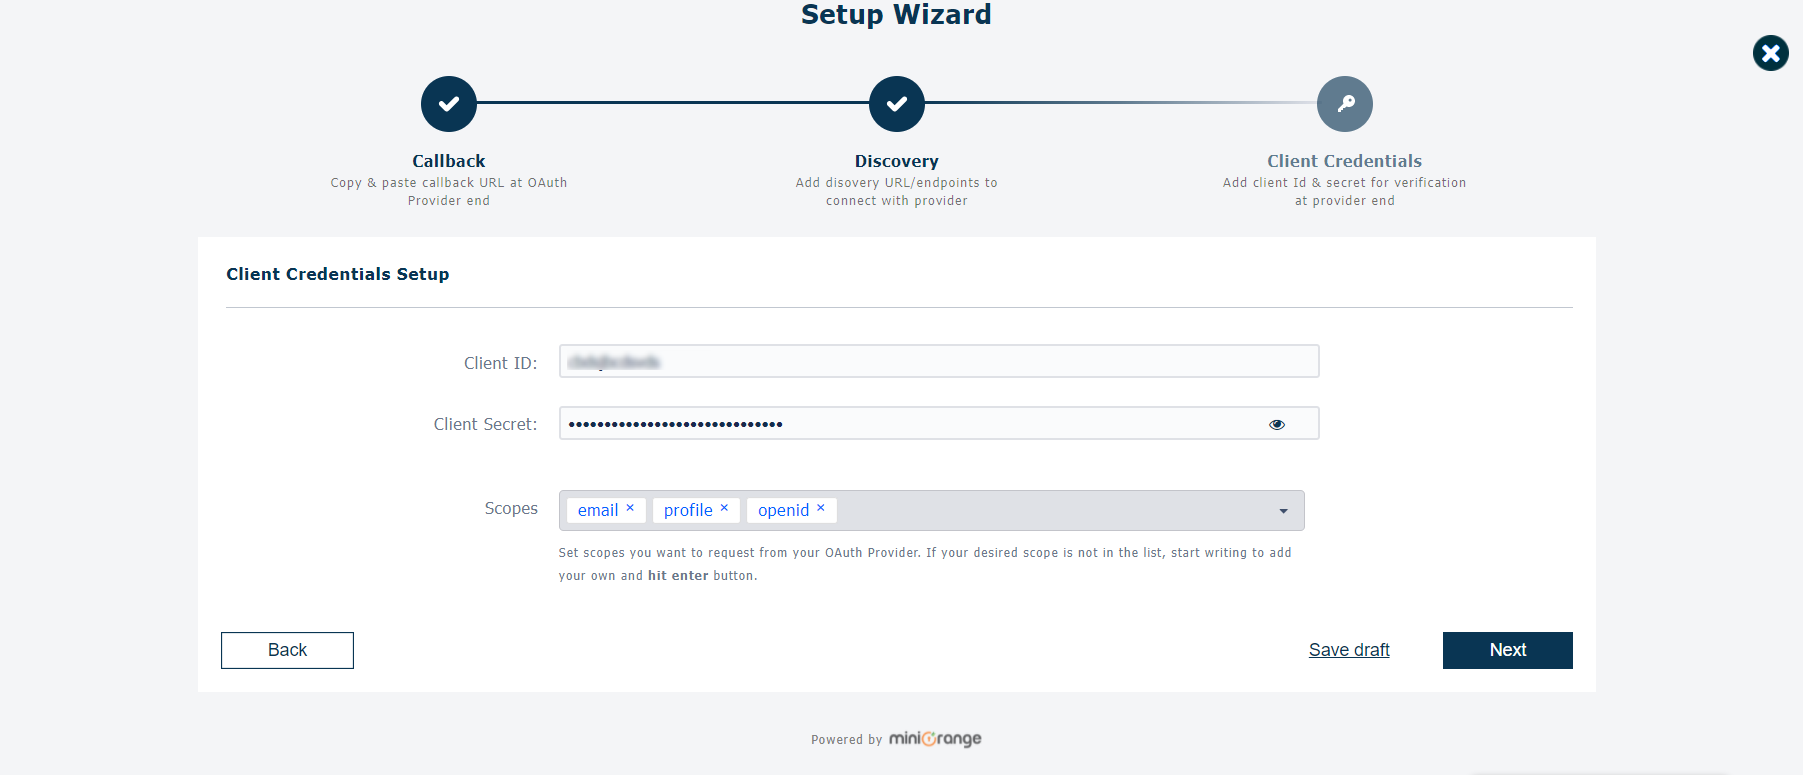 Setup Wizard
Callback
Copy & paste callback URL at OAuth
Provider end
Discovery
Add disovery URL/endpoints to
connect with provider
Client Credentials
Add client Id & secret for verification
at provider end
Client Credentials Setup
Client ID:
Client Secret: ••••••••••••••••••••••••••••••
Scopes email × profile × openid ×
Set scopes you want to request from your OAuth Provider. If your desired scope is not in the list, start writing to add
your own and hit enter button.
Back Save draft Next
Powered by miniOrange